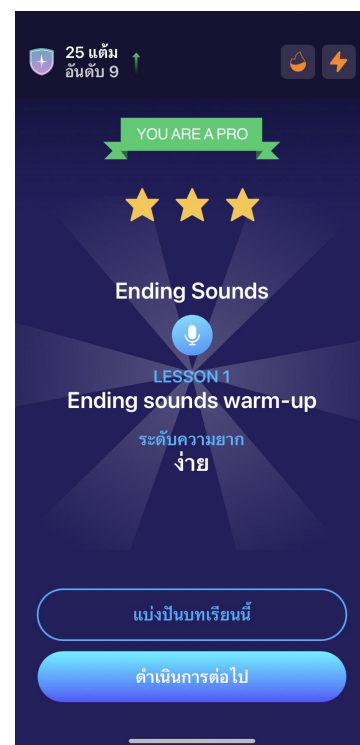 25 แต้ม
อันดับ 9
YOU ARE A PRO
Ending Sounds
LESSON 1
Ending sounds warm-up
ระดับความยาก
ง่าย
แบ่งปันบทเรียนนี้
ดำเนินการต่อไป